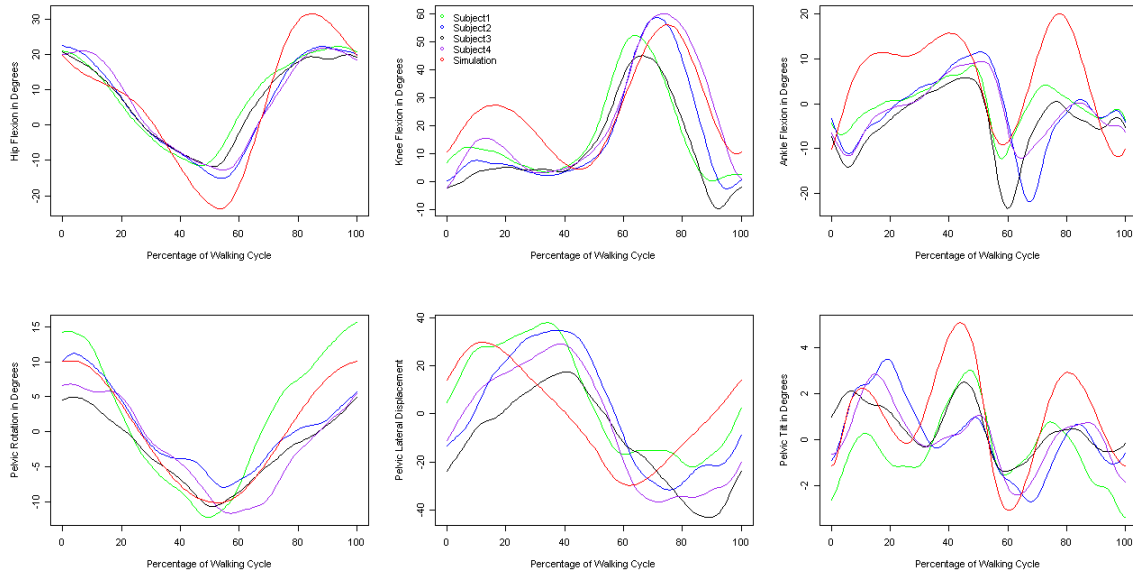 Hip Flexion in Degrees
30
20
10
0
-10
-20
0 20 40 60 80 100
Percentage of Walking Cycle
Knee Flexion in Degrees
60
50
40
30
20
10
0
-10
Subject1
Subject2
Subject3
Subject4
Simulation
0 20 40 60 80 100
Percentage of Walking Cycle
Ankle Flexion in Degrees
20
10
0
-10
-20
0 20 40 60 80 100
Percentage of Walking Cycle
Pelvic Rotation in Degrees
15
10
5
0
-5
-10
0 20 40 60 80 100
Percentage of Walking Cycle
Pelvic Lateral Displacement
40
20
0
-20
-40
0 20 40 60 80 100
Percentage of Walking Cycle
Pelvic Tilt in Degrees
4
2
0
-2
0 20 40 60 80 100
Percentage of Walking Cycle